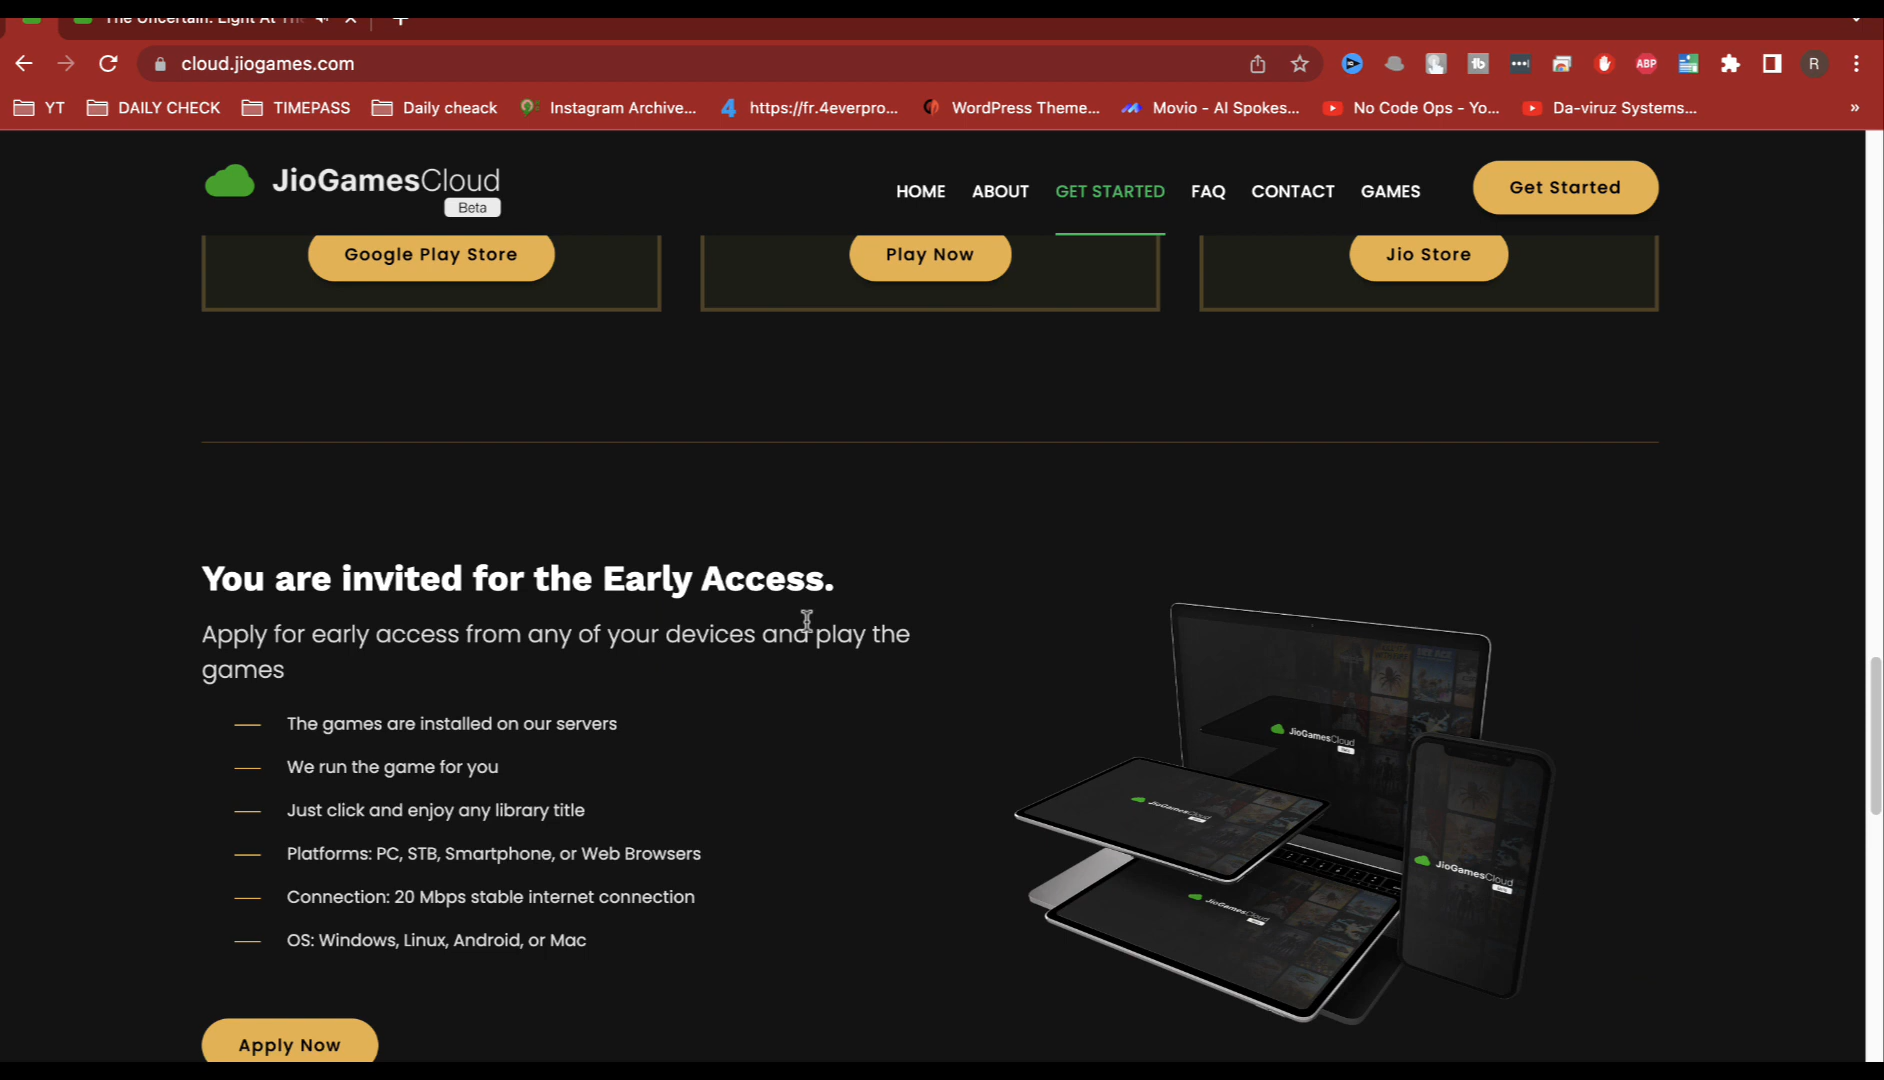 The Uncertain: Light At The
cloud.jiogames.com
R
YT
DAILY CHECK
TIMEPASS
Daily cheack
Instagram Archive...
https://fr.4everpro...
WordPress Theme...
Movio - AI Spokes...
No Code Ops - Yo...
Da-viruz Systems...
»
ABP
JioGamesCloud
Beta
HOME
ABOUT
GET STARTED
FAQ
CONTACT
GAMES
Get Started
Google Play Store
Play Now
Jio Store
You are invited for the Early Access.
Apply for early access from any of your devices and play the
games
The games are installed on our servers
We run the game for you
Just click and enjoy any library title
Platforms: PC, STB, Smartphone, or Web Browsers
Connection: 20 Mbps stable internet connection
OS: Windows, Linux, Android, or Mac
JioGamesCloud
JioGamesCloud
JioGamesCloud
JioGamesCloud
Apply Now